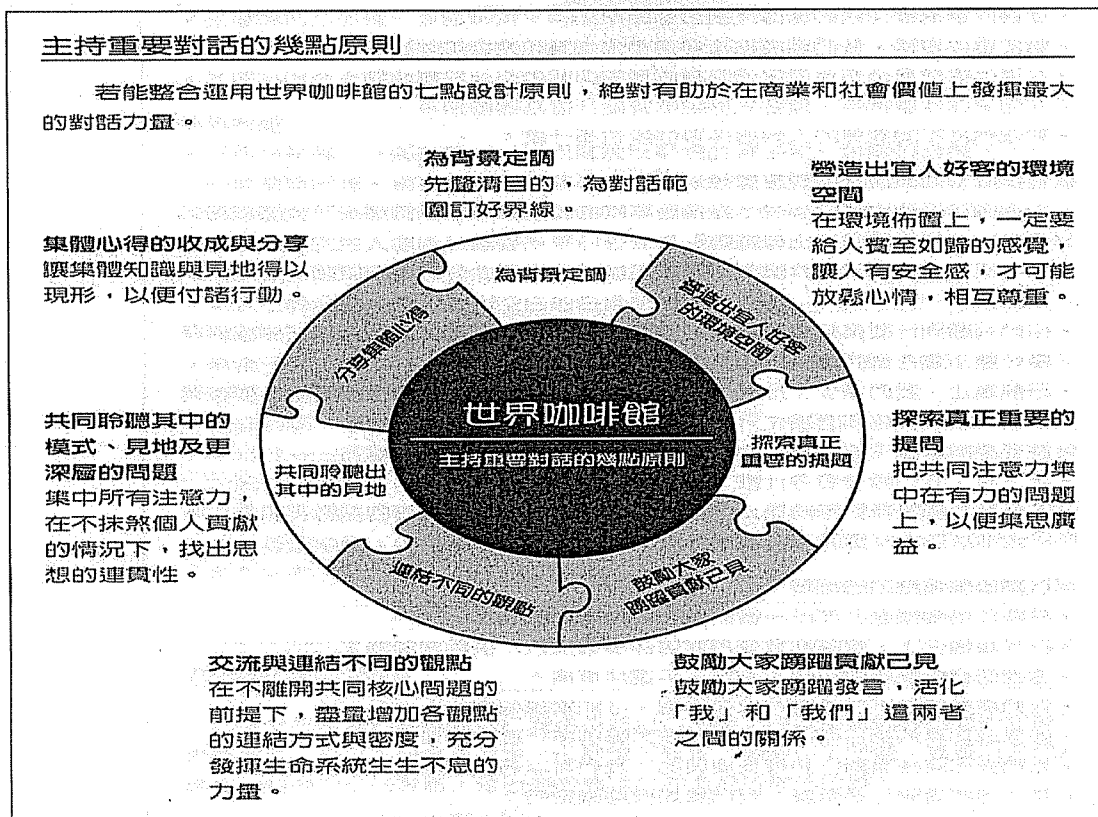 主持重要對話的幾點原則
若能整合運用世界咖啡館的七點設計原則，絕對有助於在商業和社會價值上發揮最大
的對話力量。
為背景定調
先釐清目的，為對話範
圍訂好界線。
營造出宜人好客的環境
空間
在環境佈置上，一定要
給人賓至如歸的感覺
讓人有安全感，才可能
放鬆心情，相互尊重。
集體心得的收成與分享
讓集體知識與見地得以
現形，以便付諸行動。
為背景定調
營造出宜人好客
的環境空間
分享集體心得
世界咖啡館
主持重要對話的幾點原則
探索真正
重要的提題
共同聆聽出
其中的見地
連結不同的觀點
鼓勵大家
踴躍貢獻己見
共同聆聽其中的
模式、見地及更
深層的問題
集中所有注意力，
在不抹煞個人貢獻
的情況下，找出思
想的連貫性。
探索真正重要的
提問
把共同注意力集
中在有力的問題
上，以便集思廣
益。
交流與連結不同的觀點
在不離開共同核心問題的
前提下，盡量增加各觀點
的連結方式與密度，充分
發揮生命系統生生不息的
力量。
鼓勵大家踴躍貢獻己見
鼓勵大家踴躍發言，活化
「我」和「我們」這兩者
之間的關係。